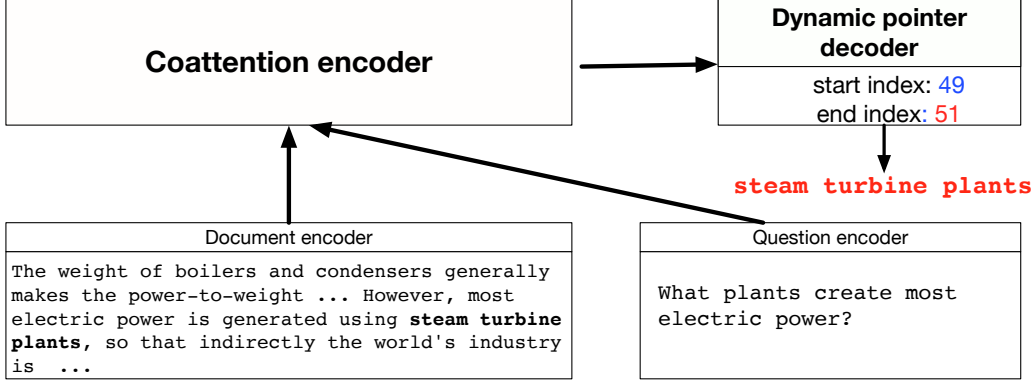 Coattention encoder
Dynamic pointer
decoder
start index: 49
end index: 51
steam turbine plants
Document encoder
The weight of boilers and condensers generally
makes the power-to-weight ... However, most
electric power is generated using steam turbine
plants, so that indirectly the world's industry
is ...
Question encoder
What plants create most
electric power?